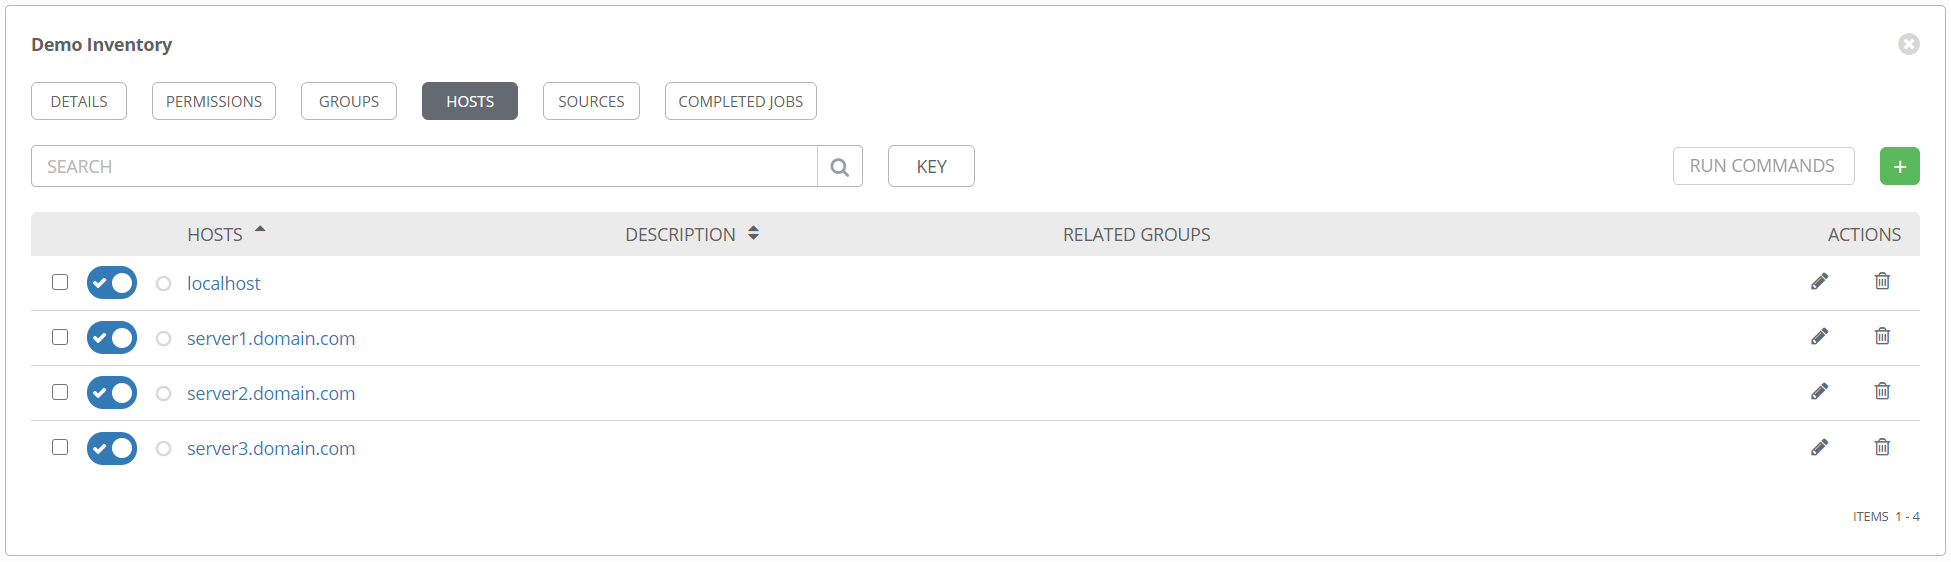 Demo Inventory
DETAILS PERMISSIONS GROUPS HOSTS SOURCES COMPLETED JOBS
SEARCH KEY RUN COMMANDS +
HOSTS DESCRIPTION RELATED GROUPS ACTIONS
localhost
server1.domain.com
server2.domain.com
server3.domain.com
ITEMS 1 - 4